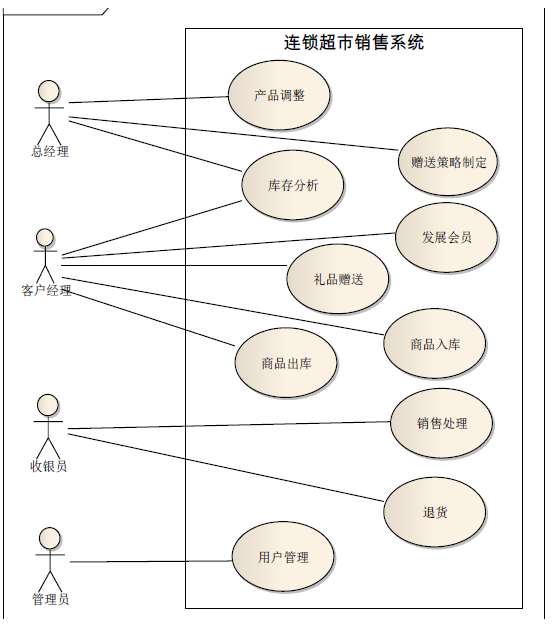 连锁超市销售系统
产品调整
总经理
赠送策略制定
库存分析
发展会员
客户经理
礼品赠送
商品入库
商品出库
销售处理
收银员
退货
用户管理
管理员